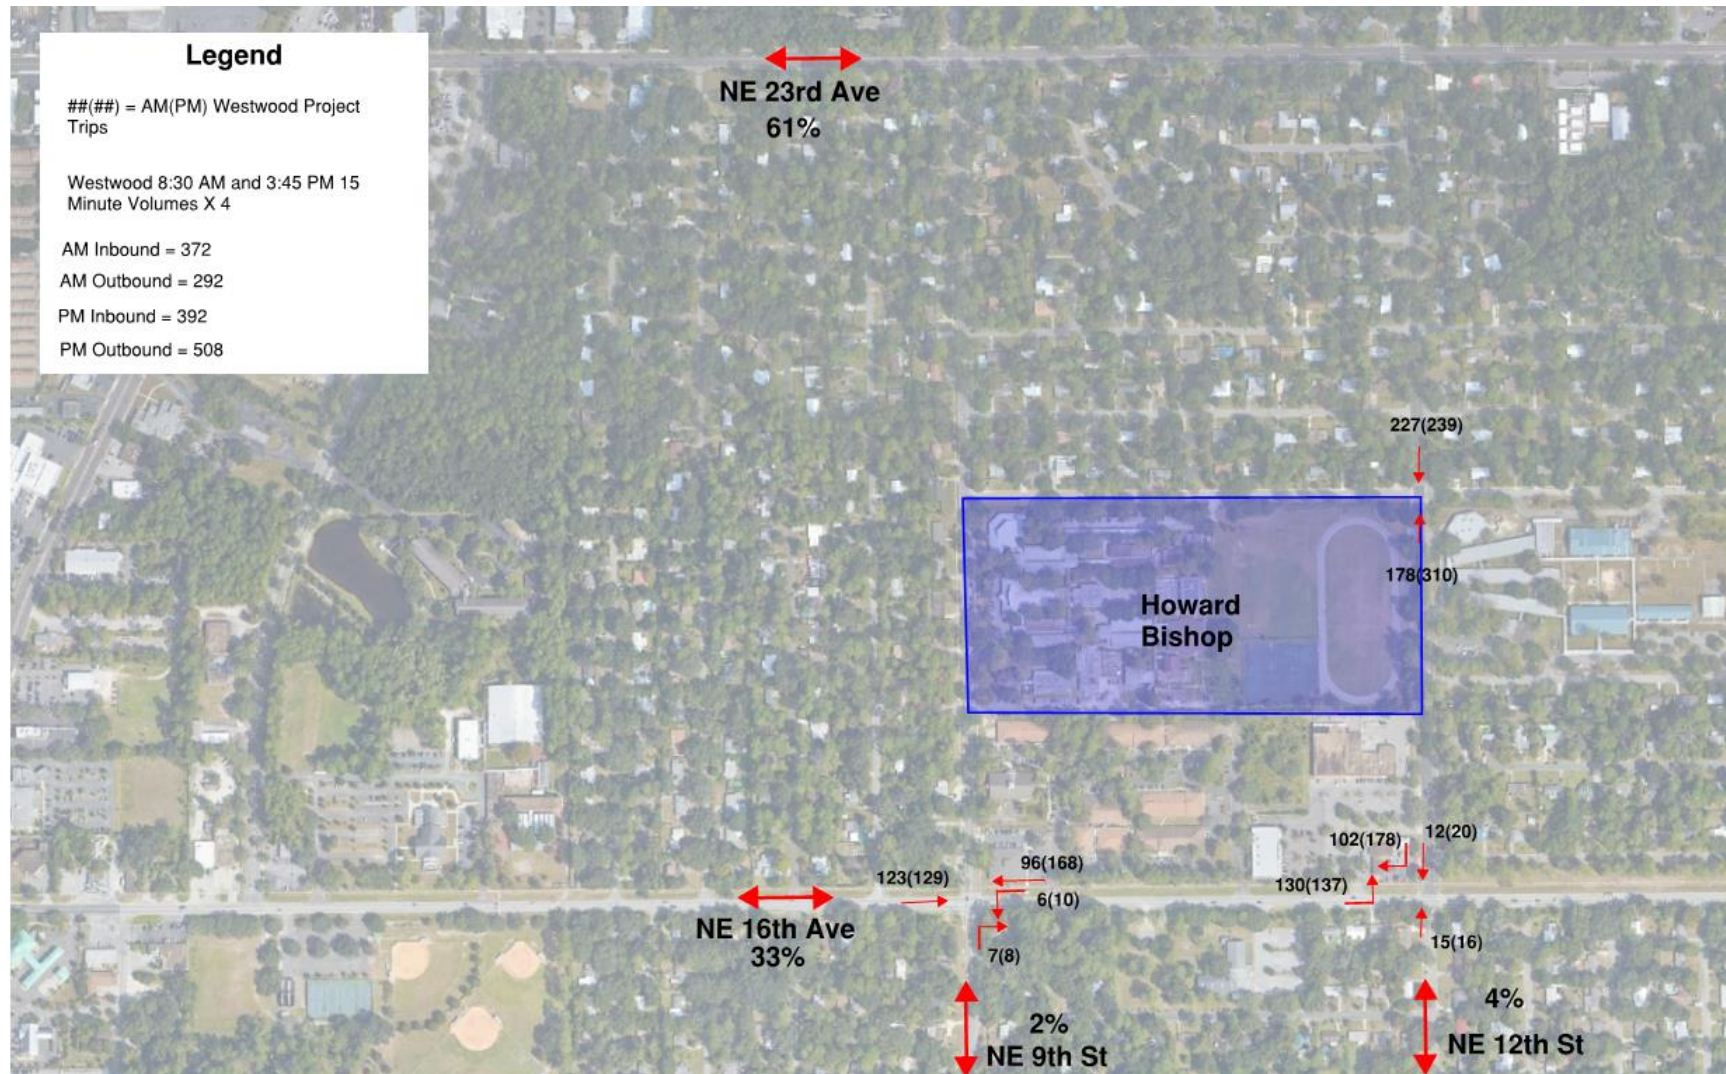 Legend
##(##) = AM(PM) Westwood Project
Trips
Westwood 8:30 AM and 3:45 PM 15
Minute Volumes X 4
AM Inbound = 372
AM Outbound = 292
PM Inbound = 392
PM Outbound = 508
NE 23rd Ave
61%
227(239)
178(310)
Howard
Bishop
102(178)
12(20)
96(168)
123(129)
130(137)
6(10)
NE 16th Ave
33%
7(8)
15(16)
2%
NE 9th St
4%
NE 12th St